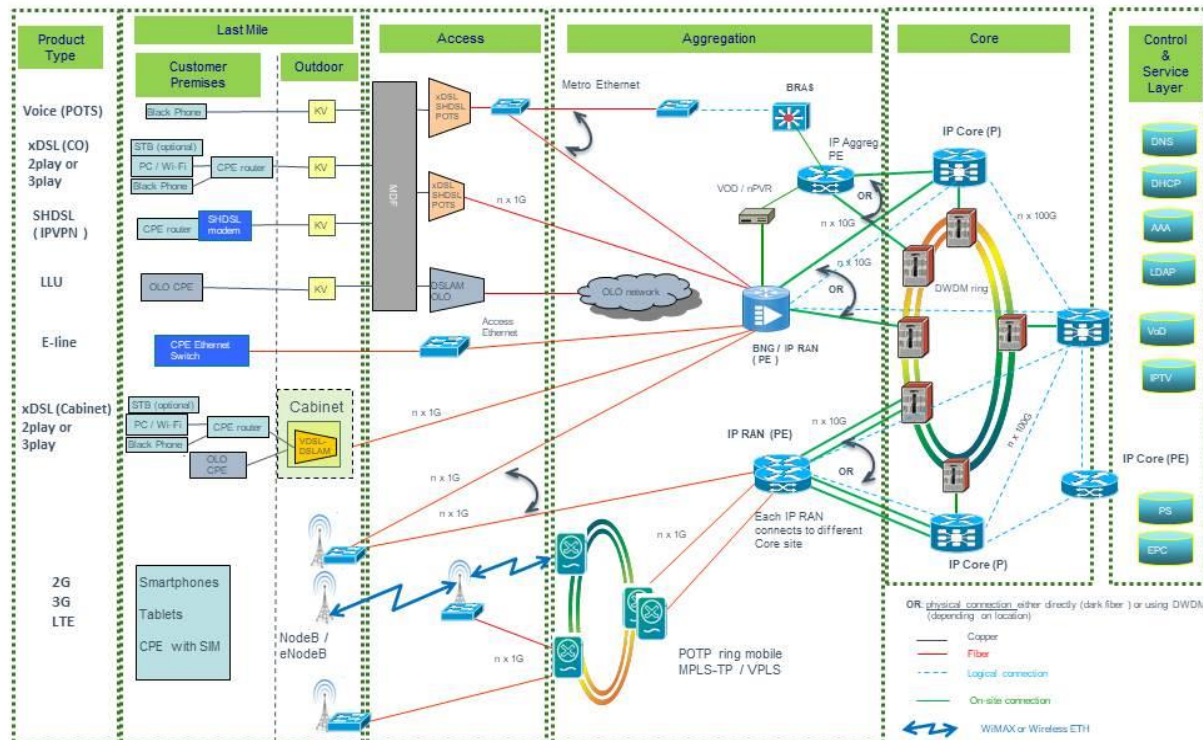 Product
Type
Last Mile
Customer
Premises
Outdoor
Access
Aggregation
Core
Control
&
Service
Layer
Voice (POTS)
Black Phone
KV
xDSL
SHDSL
POTS
Metro Ethernet
BRAS
IP Core (P)
DNS
xDSL (CO)
2play or
3play
STB (optional)
PC / Wi-Fi
Black Phone
CPE router
KV
MDF
IP Aggreg.
PE
OR
DHCP
SHDSL
( IPVPN )
CPE router
SHDSL
modem
KV
xDSL
SHDSL
POTS
n x 1G
VOD / nPVR
n x 10G
n x 100G
AAA
LLU
OLO CPE
KV
DSLAM
OLO
OLO network
n x 10G
OR
DWDM ring
LDAP
E-line
CPE Ethernet
Switch
Access
Ethernet
BNG / IP RAN
( PE )
VoD
IPTV
xDSL (Cabinet)
2play or
3play
STB (optional)
PC / Wi-Fi
Black Phone
CPE router
OLO
CPE
Cabinet
VDSL-
DSLAM
n x 1G
IP RAN (PE)
n x 10G
OR
n x 100G
IP Core (PE)
n x 1G
n x 1G
Each IP RAN
connects to different
Core site
n x 1G
IP Core (P)
PS
EPC
2G
3G
LTE
Smartphones
Tablets
CPE with SIM
NodeB /
eNodeB
n x 1G
POTP ring mobile
MPLS-TP / VPLS
OR: physical connection either directly (dark fiber ) or using DWDM
(depending on location)
Copper
Fiber
Logical connection
On-site connection
WiMAX or Wireless ETH